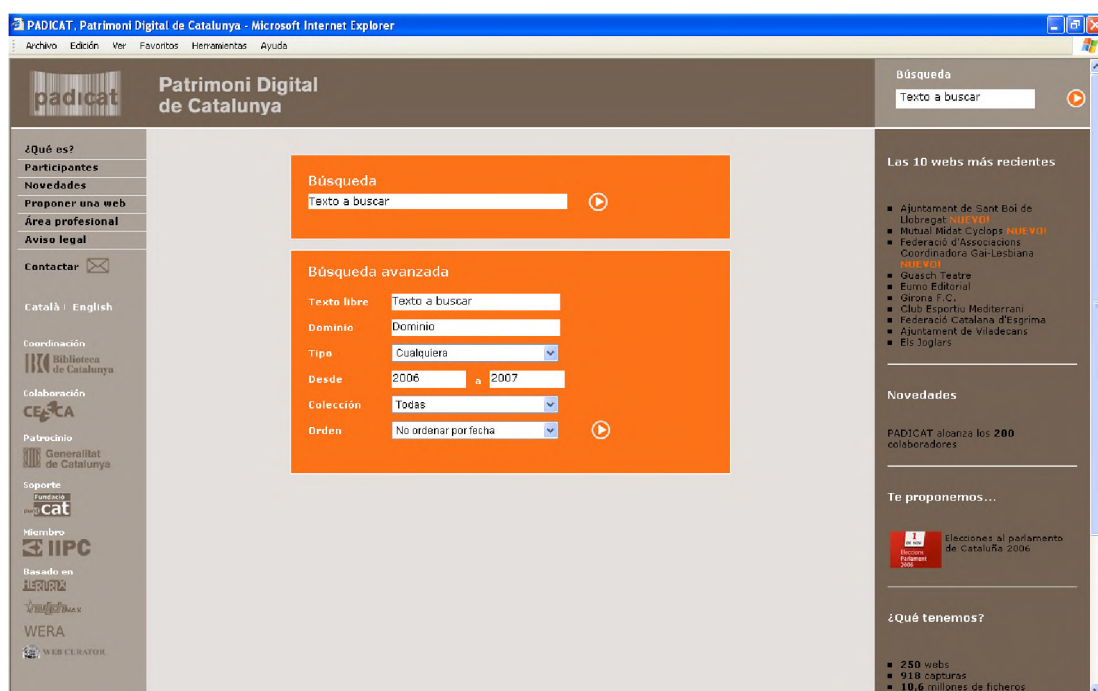 PADICAT, Patrimoni Digital de Catalunya - Microsoft Internet Explorer
Archivo Edición Ver Favoritos Herramientas Ayuda
padicat
Patrimoni Digital
de Catalunya
Búsqueda
Texto a buscar
¿Qué es?
Participantes
Novedades
Proponer una web
Área profesional
Aviso legal
Contactar
Català | English
Coordinación
Biblioteca
de Catalunya
Colaboración
CESCA
Patrocinio
Generalitat
de Catalunya
Soporte
Fundació
puntcat
Miembro
IIPC
Basado en
HERITRIX
WERA
WEB CURATOR
Búsqueda
Texto a buscar
Búsqueda avanzada
Texto libre Texto a buscar
Dominio Dominio
Tipo Cualquiera
Desde 2006 a 2007
Colección Todas
Orden No ordenar por fecha
Las 10 webs más recientes
Ajuntament de Sant Boi de
Llobregat NUEVO!
Mutual Midat Cyclops NUEVO!
Federació d'Associacions
Coordinadora Gai-Lesbiana
NUEVO!
Guasch Teatre
Eumo Editorial
Girona F.C.
Club Esportiu Mediterrani
Federació Catalana d'Esgrima
Ajuntament de Viladecans
Els Joglars
Novedades
PADICAT alcanza los 200
colaboradores
Te proponemos...
1
Eleccions
Parlament
2006
Elecciones al parlamento
de Cataluña 2006
¿Qué tenemos?
250 webs
918 capturas
10,6 millones de ficheros